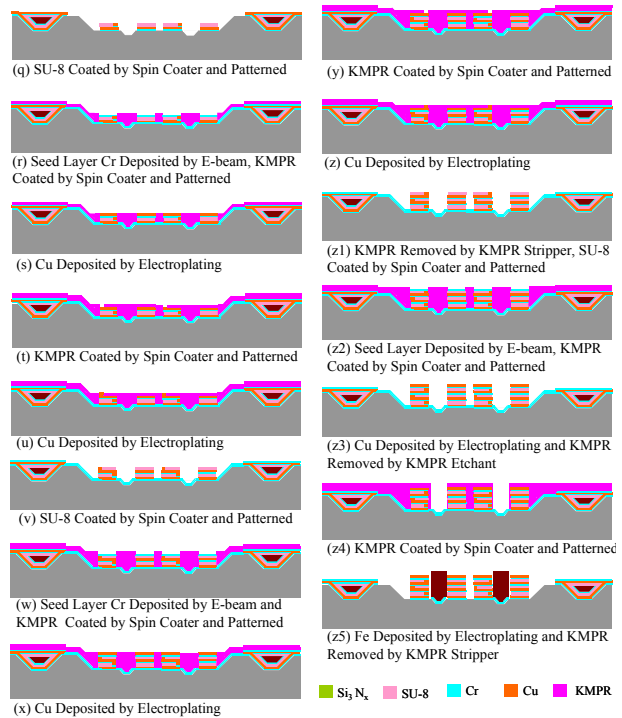 (q) SU-8 Coated by Spin Coater and Patterned
(r) Seed Layer Cr Deposited by E-beam, KMPR
Coated by Spin Coater and Patterned
(s) Cu Deposited by Electroplating
(t) KMPR Coated by Spin Coater and Patterned
(u) Cu Deposited by Electroplating
(v) SU-8 Coated by Spin Coater and Patterned
(w) Seed Layer Cr Deposited by E-beam and
KMPR Coated by Spin Coater and Patterned
(x) Cu Deposited by Electroplating
(y) KMPR Coated by Spin Coater and Patterned
(z) Cu Deposited by Electroplating
(z1) KMPR Removed by KMPR Stripper, SU-8
Coated by Spin Coater and Patterned
(z2) Seed Layer Deposited by E-beam, KMPR
Coated by Spin Coater and Patterned
(z3) Cu Deposited by Electroplating and KMPR
Removed by KMPR Etchant
(z4) KMPR Coated by Spin Coater and Patterned
(z5) Fe Deposited by Electroplating and KMPR
Removed by KMPR Stripper
Si3 Nx SU-8 Cr Cu KMPR